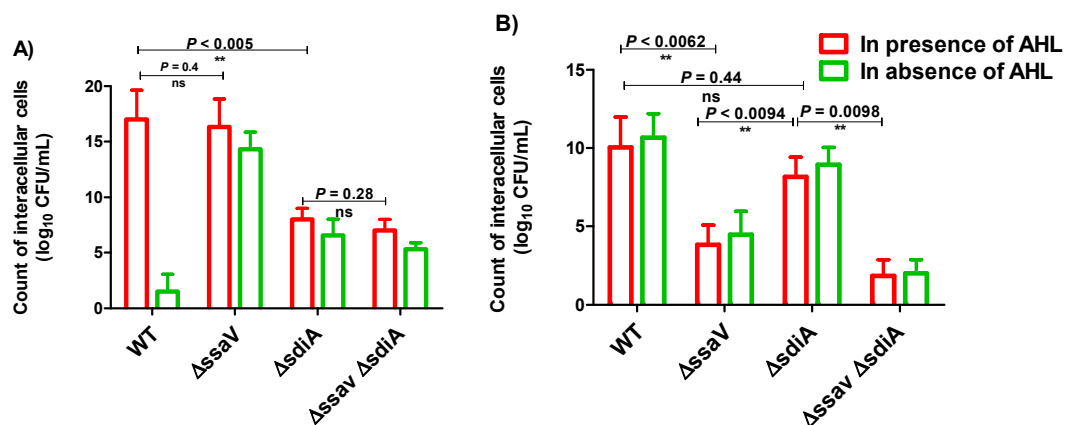 A)
P < 0.005
**
P = 0.4
ns
P = 0.28
ns
Count of interacellular cells
(log10 CFU/mL)
20
15
10
5
0
WT
ΔssaV
ΔsdiA
Δssav ΔsdiA
B)
P < 0.0062
**
P = 0.44
ns
P < 0.0094
**
P = 0.0098
**
In presence of AHL
In absence of AHL
Count of interacellular cells
(log10 CFU/mL)
15
10
5
0
WT
ΔssaV
ΔsdiA
Δssav ΔsdiA